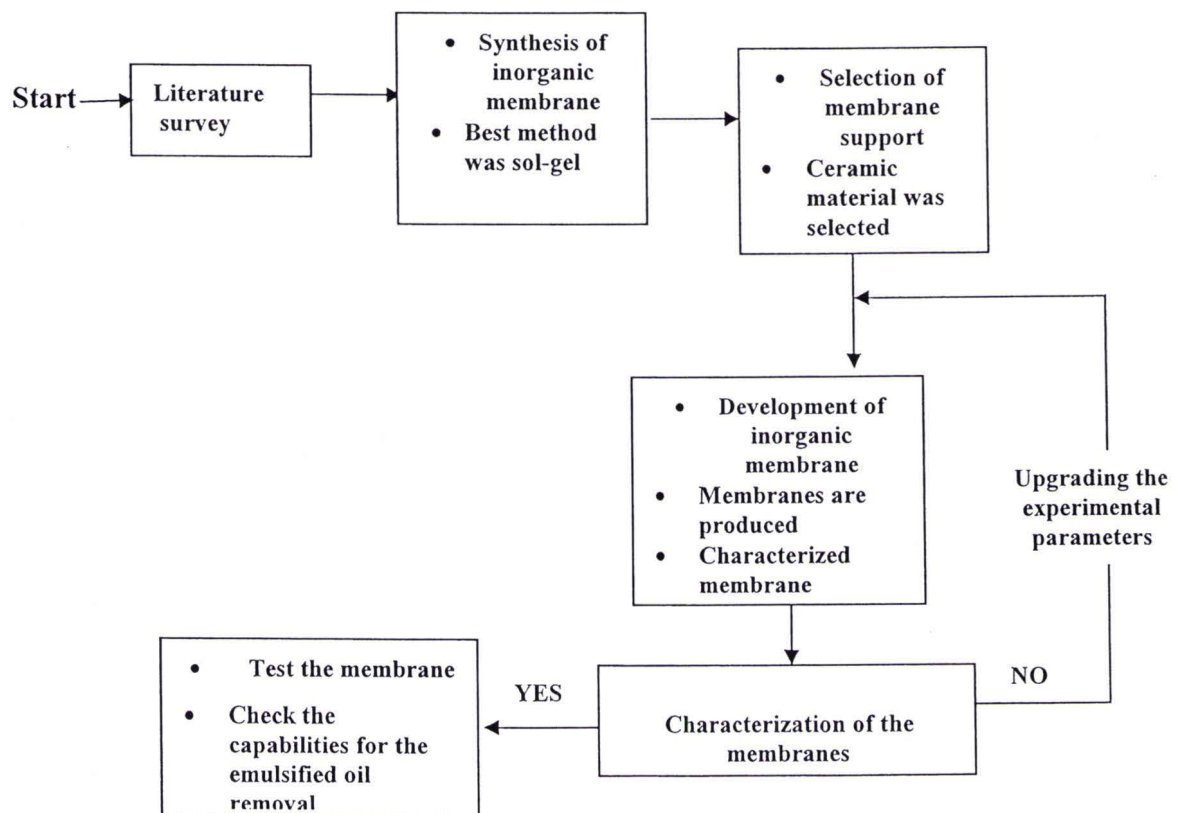 Start
Literature
survey
• Synthesis of
inorganic
membrane
• Best method
was sol-gel
• Selection of
membrane
support
• Ceramic
material was
selected
• Development of
inorganic
membrane
• Membranes are
produced
• Characterized
membrane
Upgrading the
experimental
parameters
Characterization of the
membranes
NO
YES
• Test the membrane
• Check the
capabilities for the
emulsified oil
removal